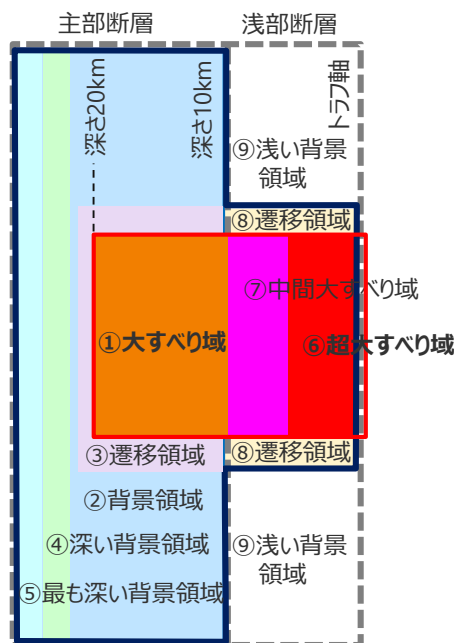 主部断層
浅部断層
深さ20km
深さ10km
トラフ軸
⑨浅い背景
領域
⑧遷移領域
⑦中間大すべり域
①大すべり域
⑥超大すべり域
③遷移領域
⑧遷移領域
②背景領域
④深い背景領域
⑨浅い背景
領域
⑤最も深い背景領域